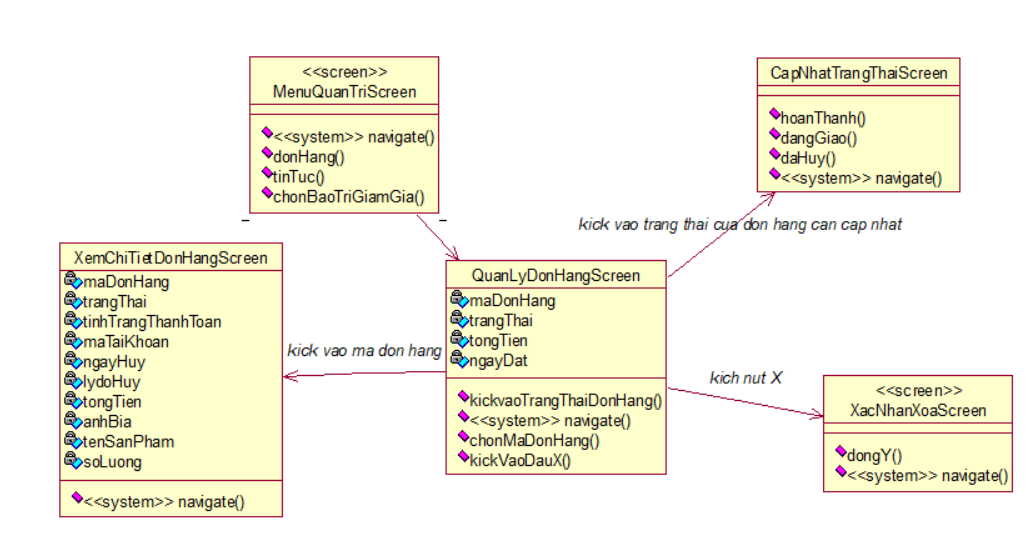 <<screen>>
MenuQuanTriScreen
<<system>> navigate()
donHang()
tinTuc()
chonBaoTriGiamGia()
CapNhatTrangThaiScreen
hoanThanh()
dangGiao()
daHuy()
<<system>> navigate()
kick vao trang thai cua don hang can cap nhat
XemChiTietDonHangScreen
maDonHang
trangThai
tinhTrangThanhToan
maTaiKhoan
ngayHuy
lydoHuy
tongTien
anhBia
tenSanPham
soLuong
<<system>> navigate()
kick vao ma don hang
QuanLyDonHangScreen
maDonHang
trangThai
tongTien
ngayDat
kickvaoTrangThaiDonHang()
<<system>> navigate()
chonMaDonHang()
kickVaoDauX()
kich nut X
<<screen>>
XacNhanXoaScreen
dongY()
<<system>> navigate()